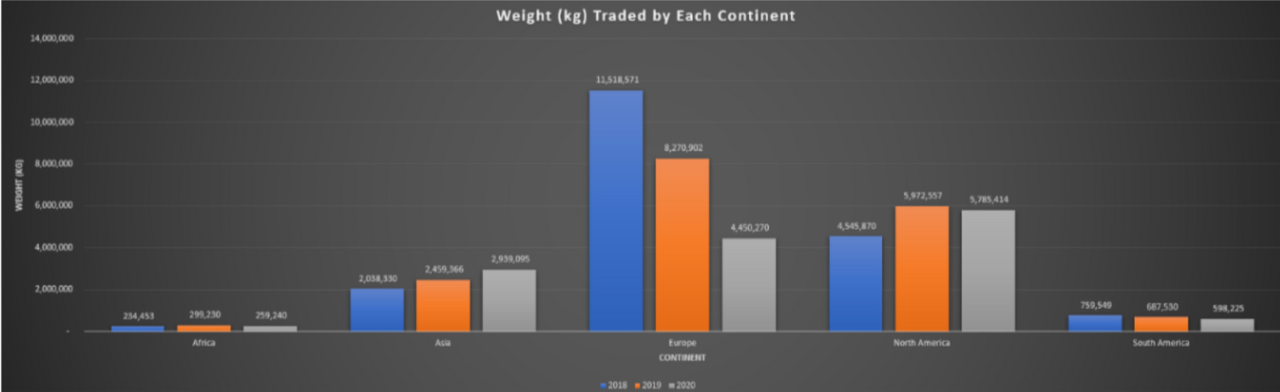 Weight (kg) Traded by Each Continent
14,000,000
12,000,000
10,000,000
8,000,000
6,000,000
4,000,000
2,000,000
-
WEIGHT (KG)
234,453 299,230 259,240
2,038,330 2,459,366 2,939,095
11,518,571 8,270,902 4,450,270
4,545,870 5,972,557 5,785,414
759,549 687,530 598,225
Africa Asia Europe North America South America
CONTINENT
2018 2019 2020